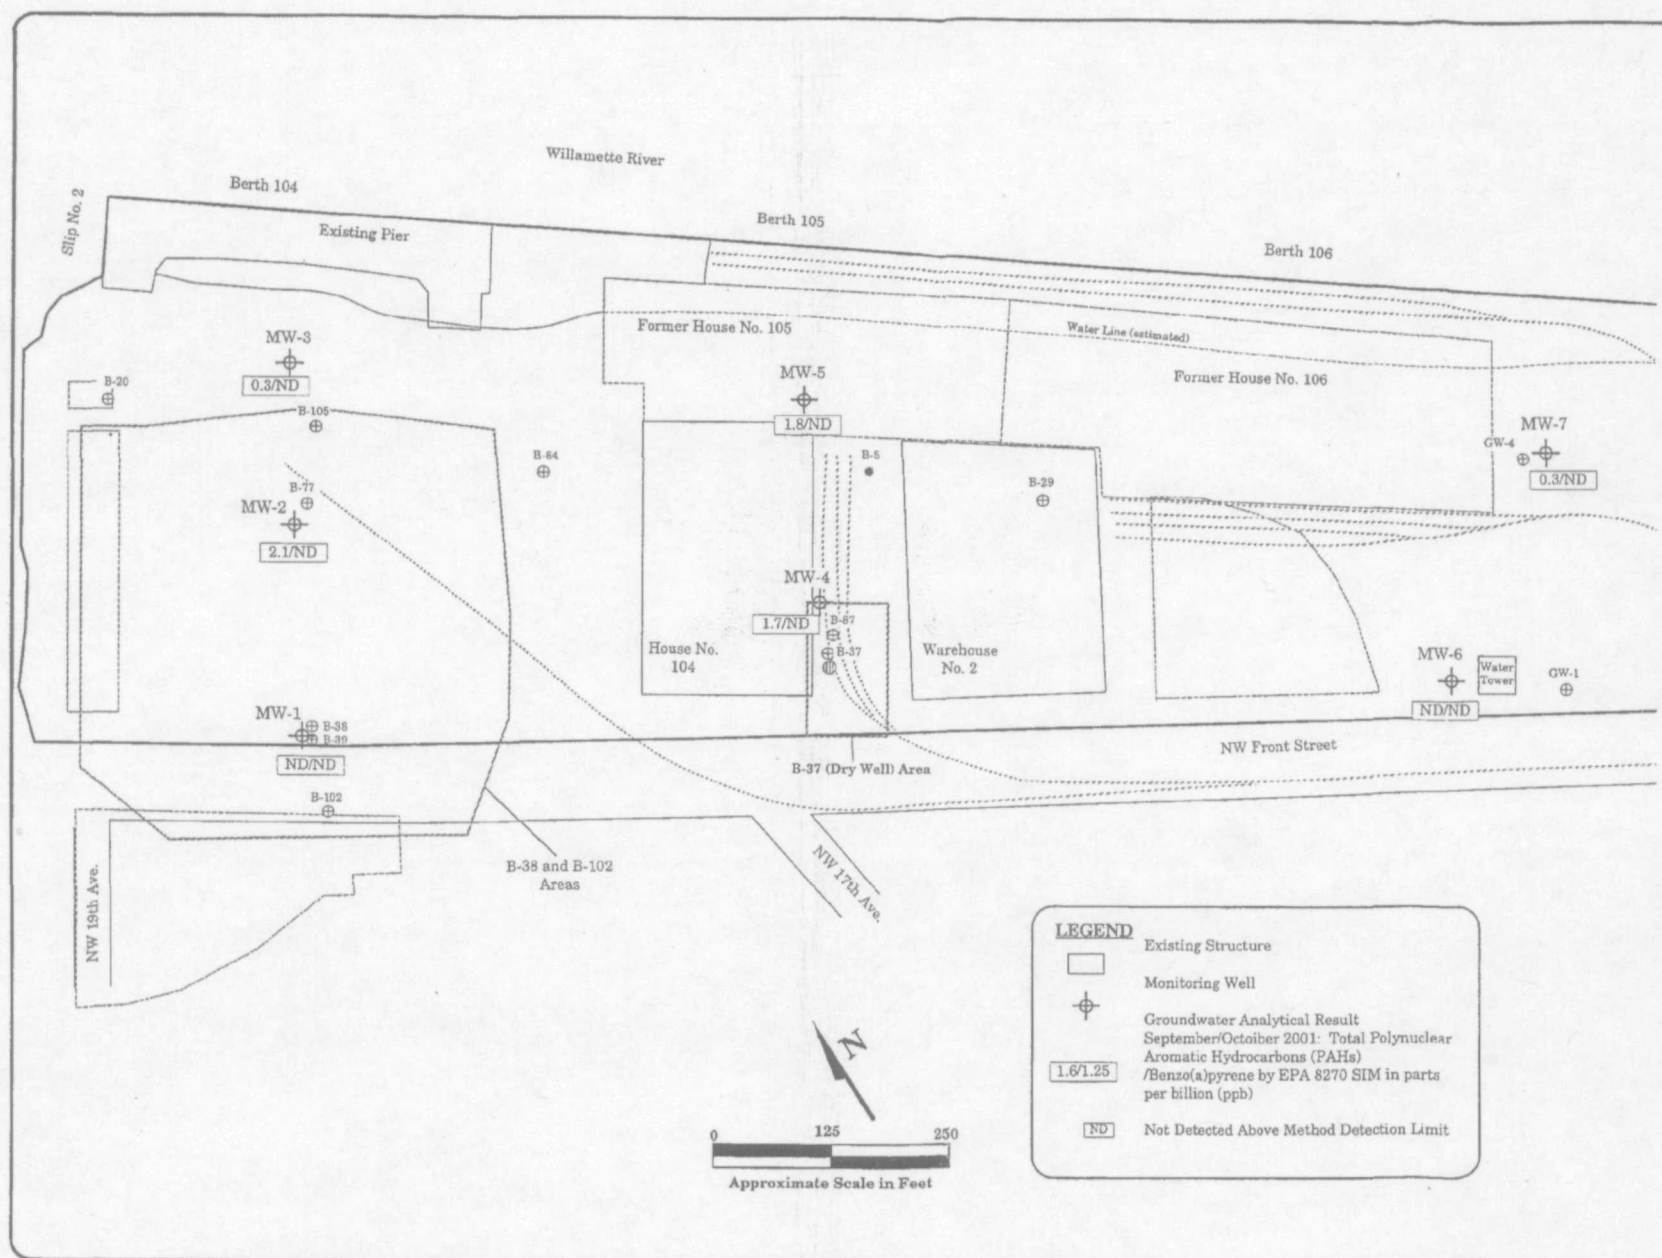 Willamette River
Slip No. 2
Berth 104
Existing Pier
Berth 105
Berth 106
Former House No. 105
Water Line (estimated)
Former House No. 106
MW-3
0.3/ND
B-20
B-105
MW-5
1.8/ND
MW-7
GW-4
0.3/ND
B-84
B-5
B-29
B-77
MW-2
2.1/ND
MW-4
1.7/ND
B-87
B-37
House No.
104
Warehouse
No. 2
MW-6
ND/ND
Water
Tower
GW-1
MW-1
B-38
B-39
ND/ND
NW Front Street
B-37 (Dry Well) Area
B-102
B-38 and B-102
Areas
NW 17th Ave.
NW 19th Ave.
LEGEND
Existing Structure
Monitoring Well
Groundwater Analytical Result
September/Octoiber 2001: Total Polynuclear
Aromatic Hydrocarbons (PAHs)
1.6/1.25 /Benzo(a)pyrene by EPA 8270 SIM in parts
per billion (ppb)
ND Not Detected Above Method Detection Limit
N
0 125 250
Approximate Scale in Feet